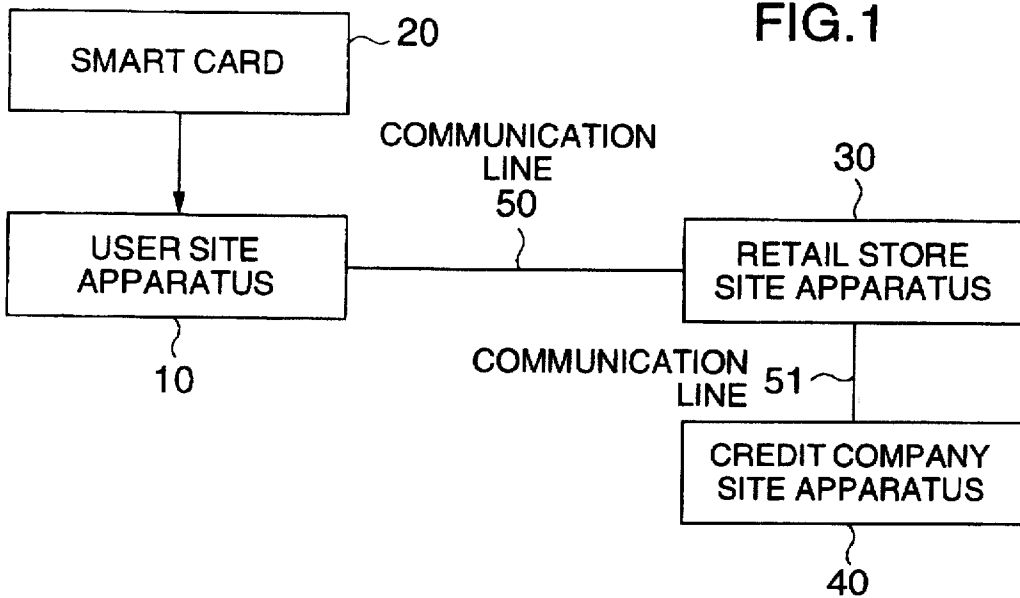 FIG.1
SMART CARD
20
COMMUNICATION
LINE
50
30
USER SITE
APPARATUS
RETAIL STORE
SITE APPARATUS
10
COMMUNICATION
LINE
51
CREDIT COMPANY
SITE APPARATUS
40